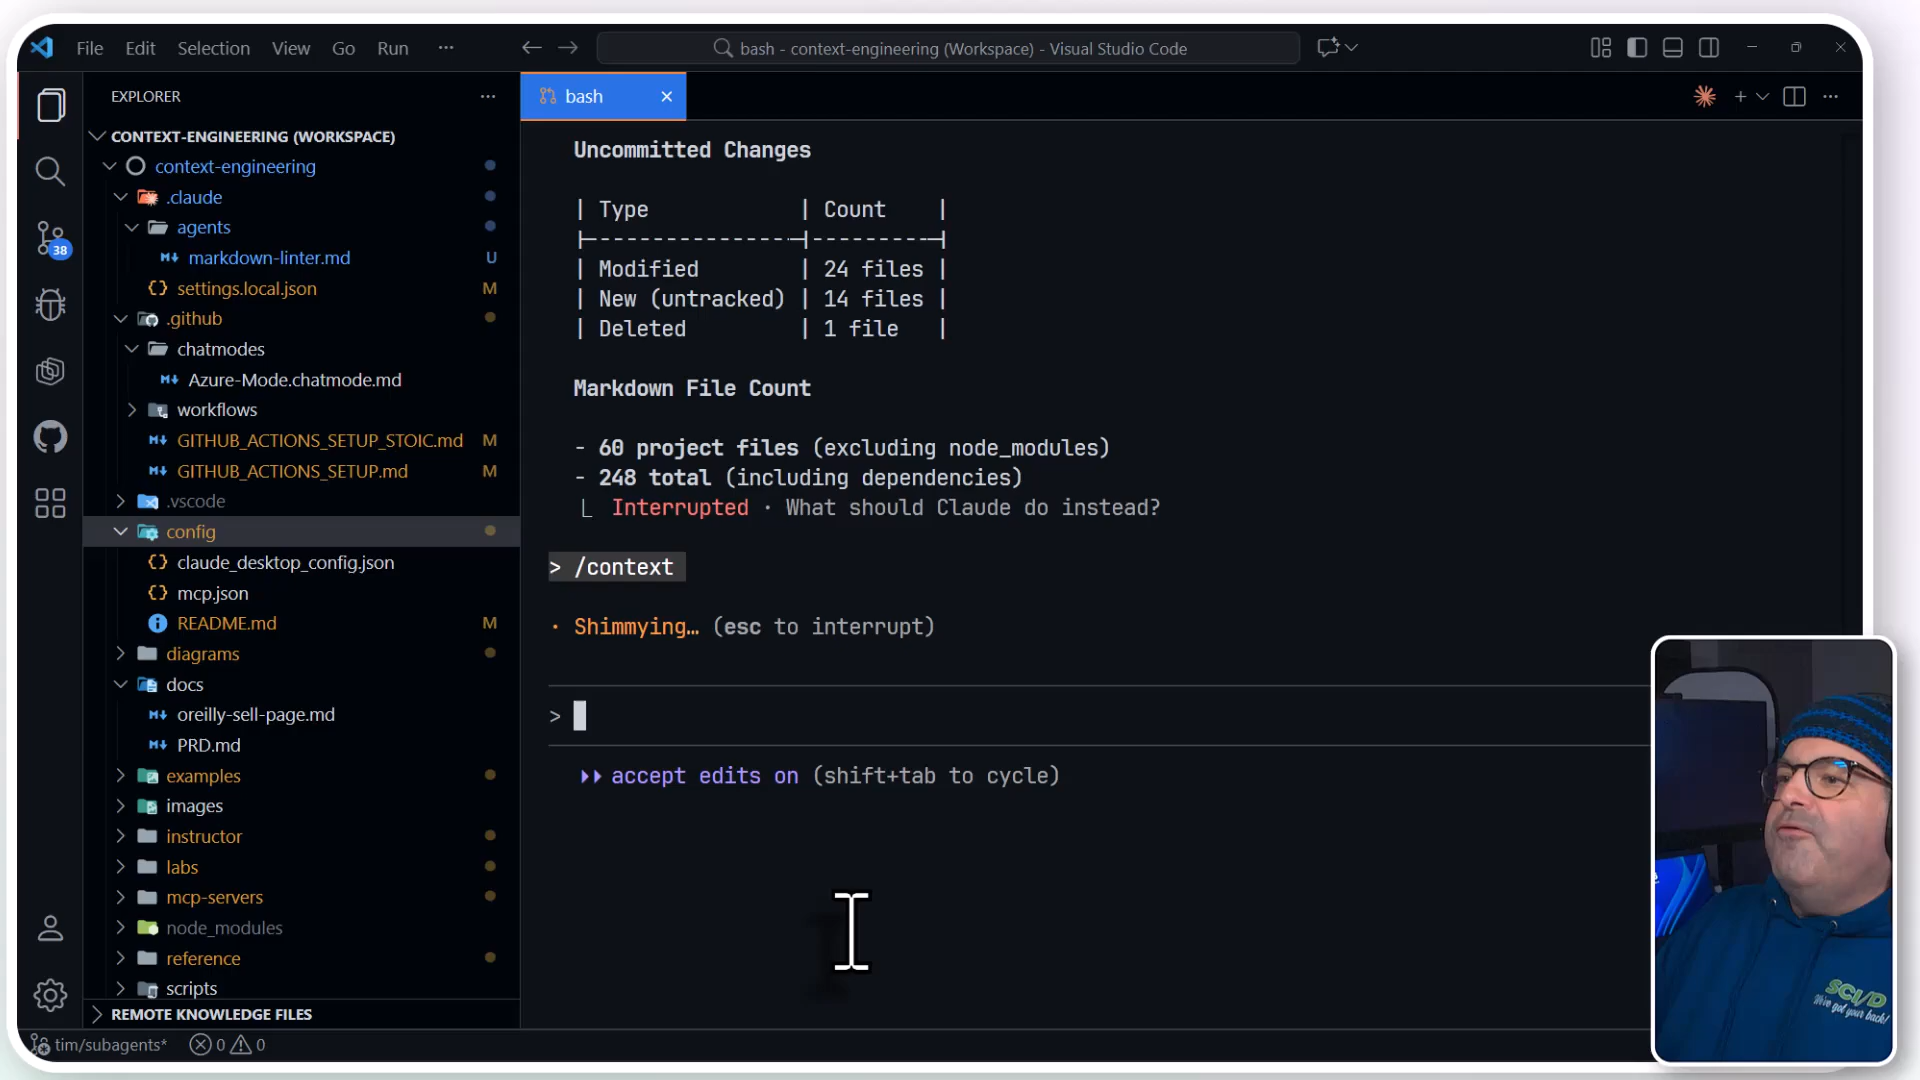 File Edit Selection View Go Run ···
bash - context-engineering (Workspace) - Visual Studio Code
EXPLORER
CONTEXT-ENGINEERING (WORKSPACE)
context-engineering
.claude
agents
markdown-linter.md U
settings.local.json M
.github
chatmodes
Azure-Mode.chatmode.md
workflows
GITHUB_ACTIONS_SETUP_STOIC.md M
GITHUB_ACTIONS_SETUP.md M
.vscode
config
claude_desktop_config.json
mcp.json
README.md M
diagrams
docs
oreilly-sell-page.md
PRD.md
examples
images
instructor
labs
mcp-servers
node_modules
reference
scripts
REMOTE KNOWLEDGE FILES
38
tim/subagents* 0 0
bash
Uncommitted Changes
| Type | Count |
| Modified | 24 files |
| New (untracked) | 14 files |
| Deleted | 1 file |
Markdown File Count
- 60 project files (excluding node_modules)
- 248 total (including dependencies)
Interrupted · What should Claude do instead?
> /context
· Shimmying… (esc to interrupt)
>
accept edits on (shift+tab to cycle)
SCI/D
We've got your back!